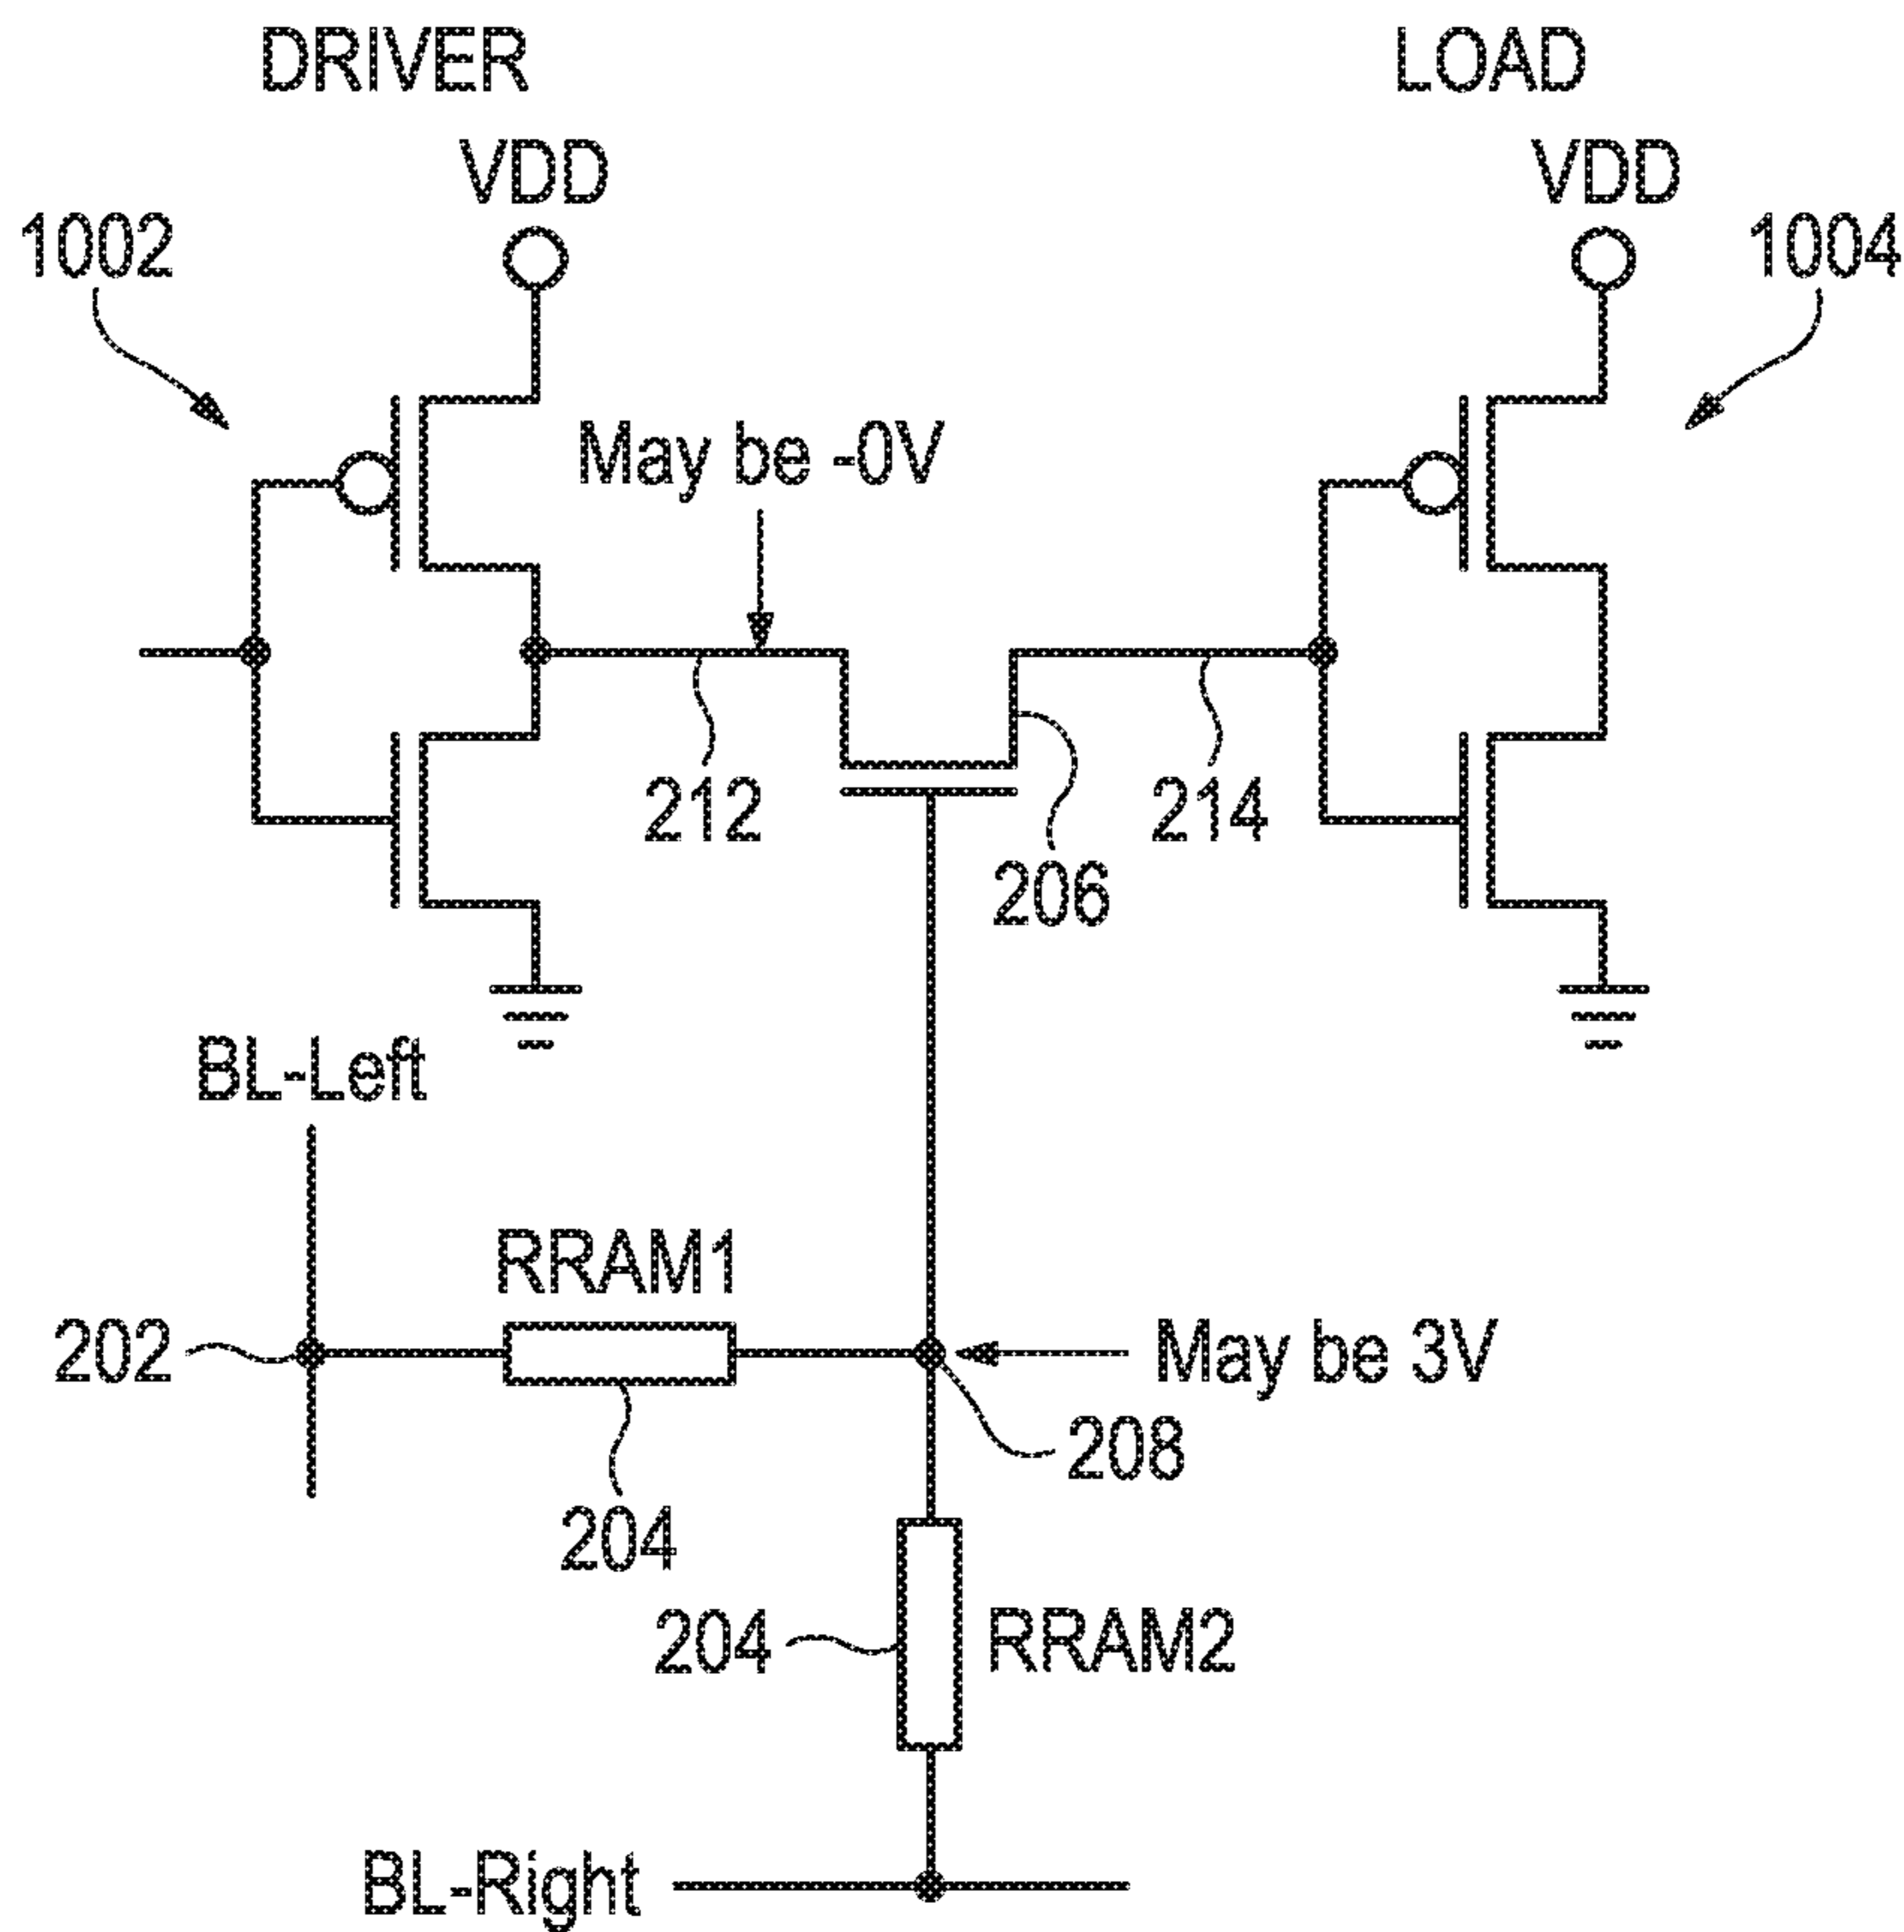 DRIVER
LOAD
VDD
VDD
1002
1004
May be -0V
212
214
206
BL-Left
RRAM1
202
May be 3V
208
204
204
RRAM2
BL-Right